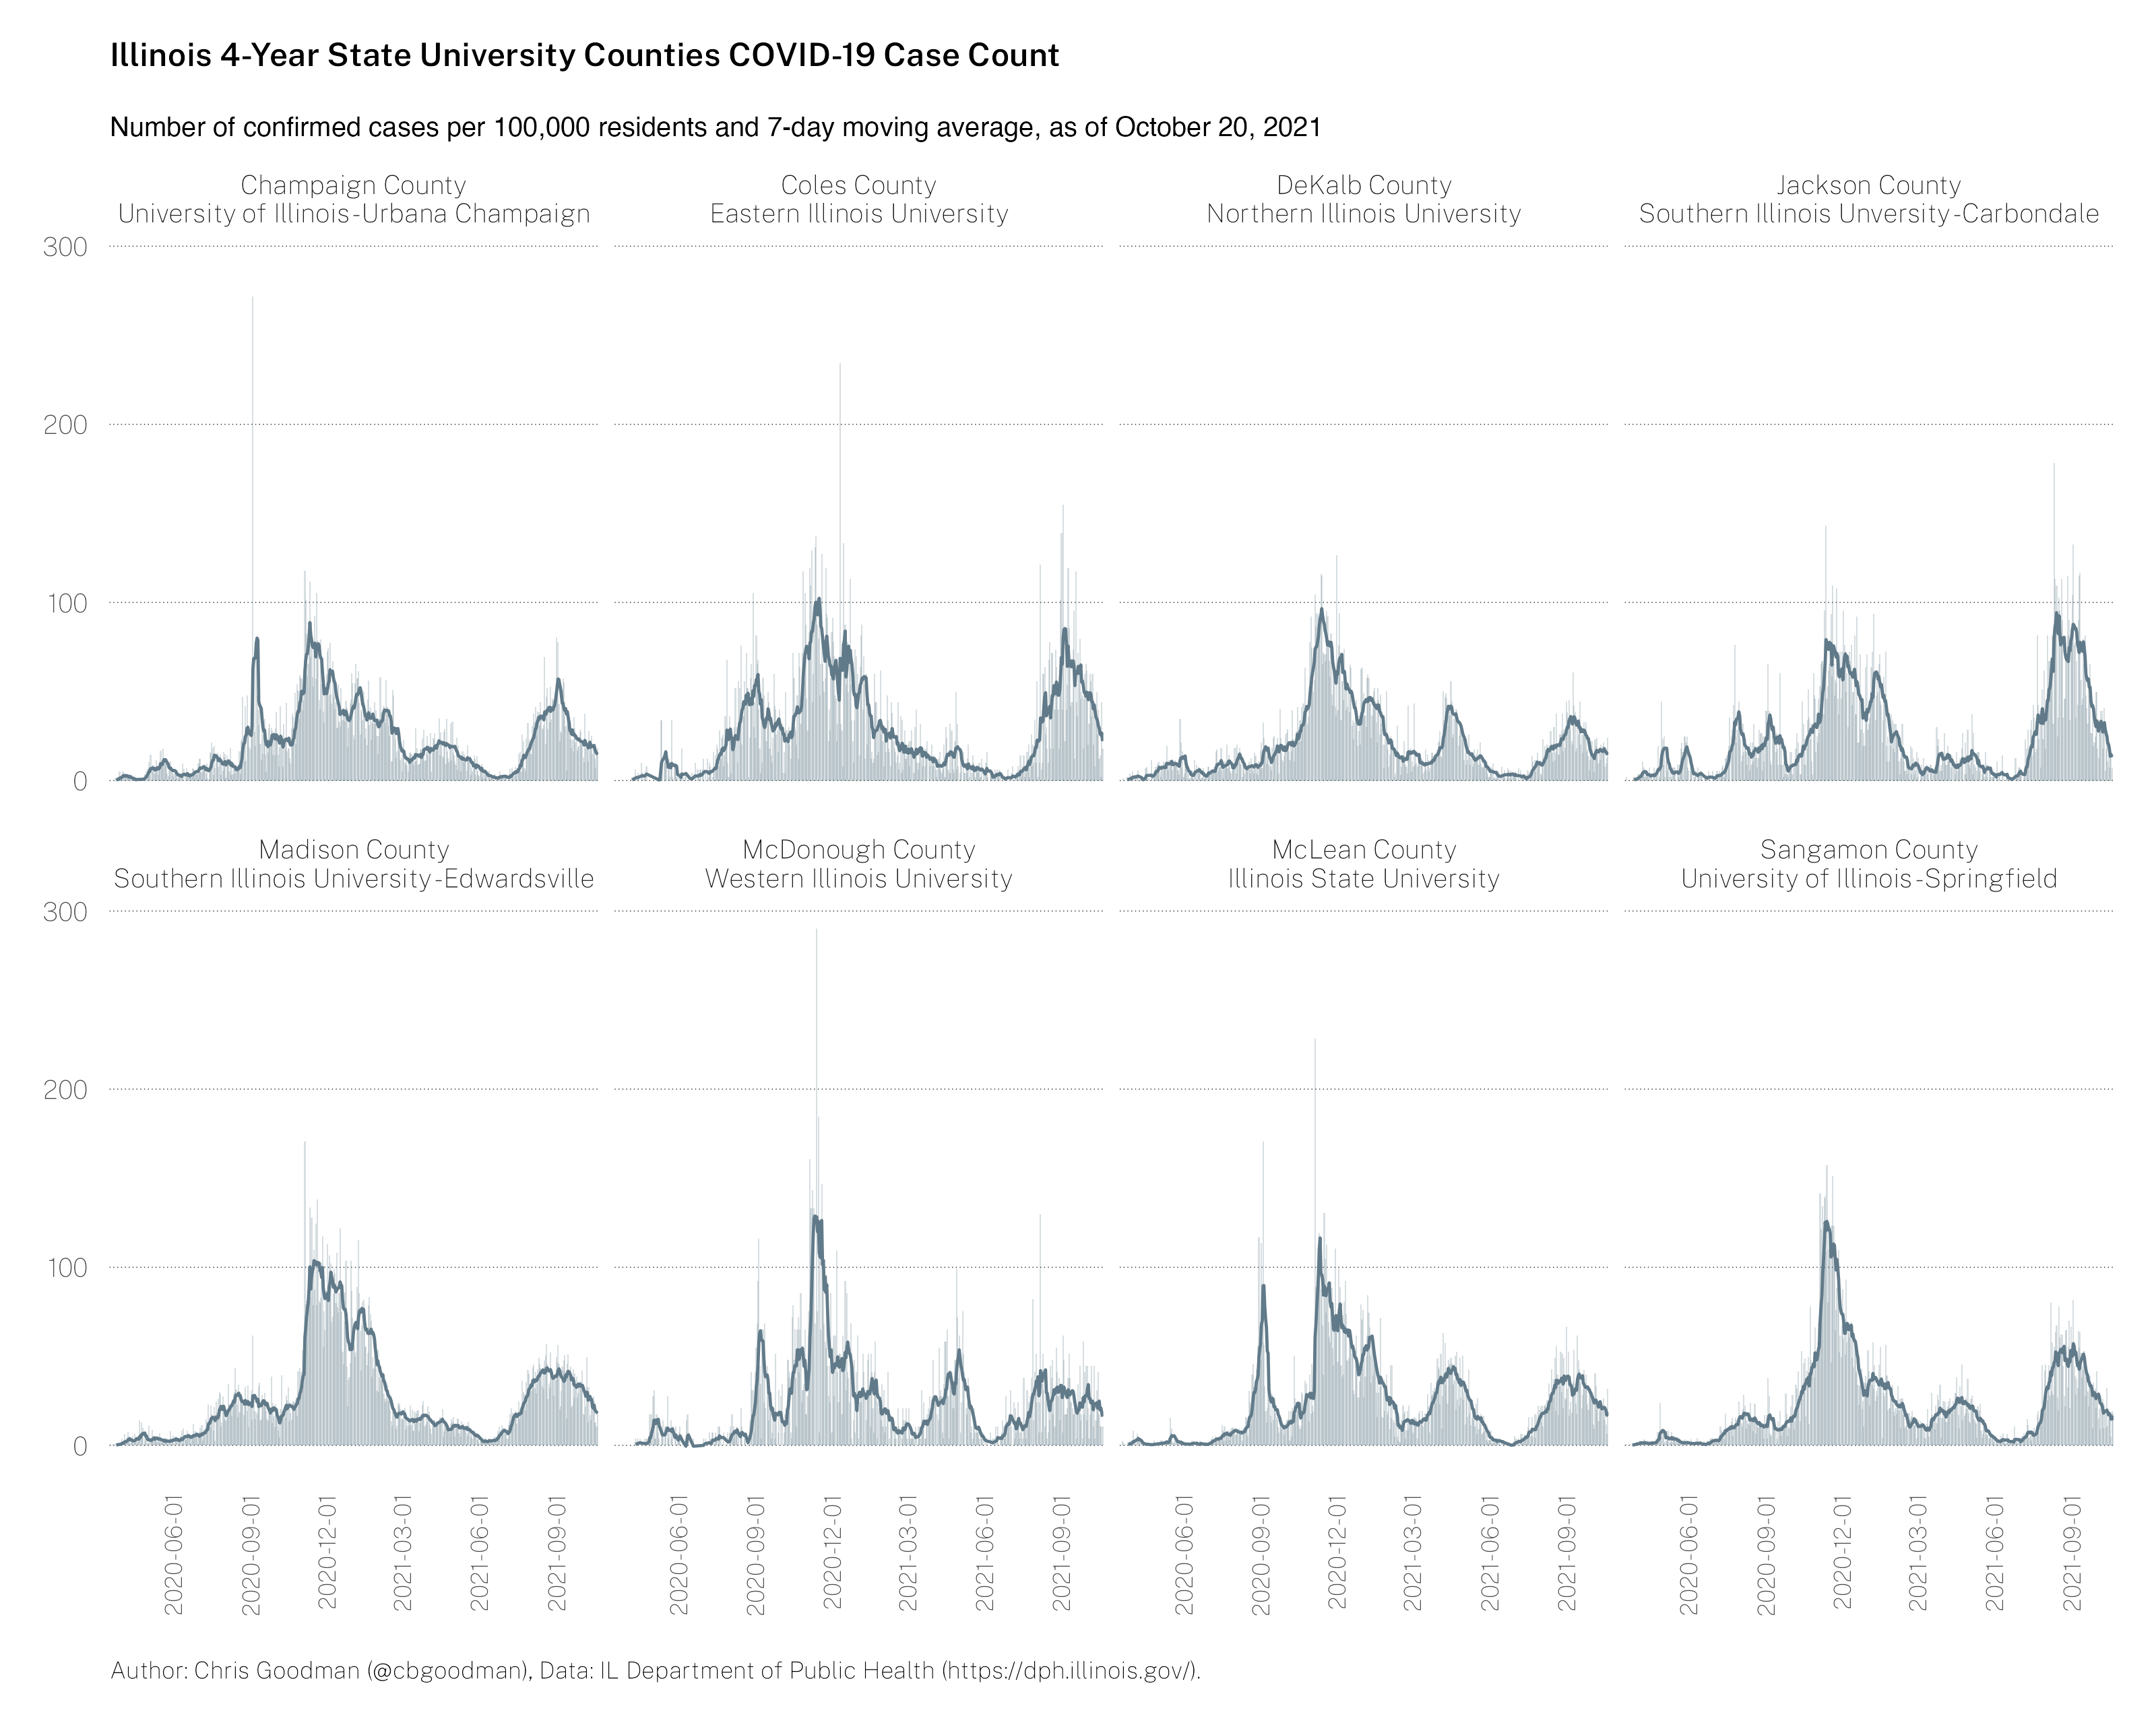 Illinois 4-Year State University Counties COVID-19 Case Count
Number of confirmed cases per 100,000 residents and 7-day moving average, as of October 20, 2021
Champaign County
University of Illinois-Urbana Champaign
Coles County
Eastern Illinois University
DeKalb County
Northern Illinois University
Jackson County
Southern Illinois Unversity-Carbondale
300
200
100
0
Madison County
Southern Illinois University-Edwardsville
McDonough County
Western Illinois University
McLean County
Illinois State University
Sangamon County
University of Illinois-Springfield
300
200
100
0
2020-06-01
2020-09-01
2020-12-01
2021-03-01
2021-06-01
2021-09-01
2020-06-01
2020-09-01
2020-12-01
2021-03-01
2021-06-01
2021-09-01
2020-06-01
2020-09-01
2020-12-01
2021-03-01
2021-06-01
2021-09-01
2020-06-01
2020-09-01
2020-12-01
2021-03-01
2021-06-01
2021-09-01
Author: Chris Goodman (@cbgoodman), Data: IL Department of Public Health (https://dph.illinois.gov/).